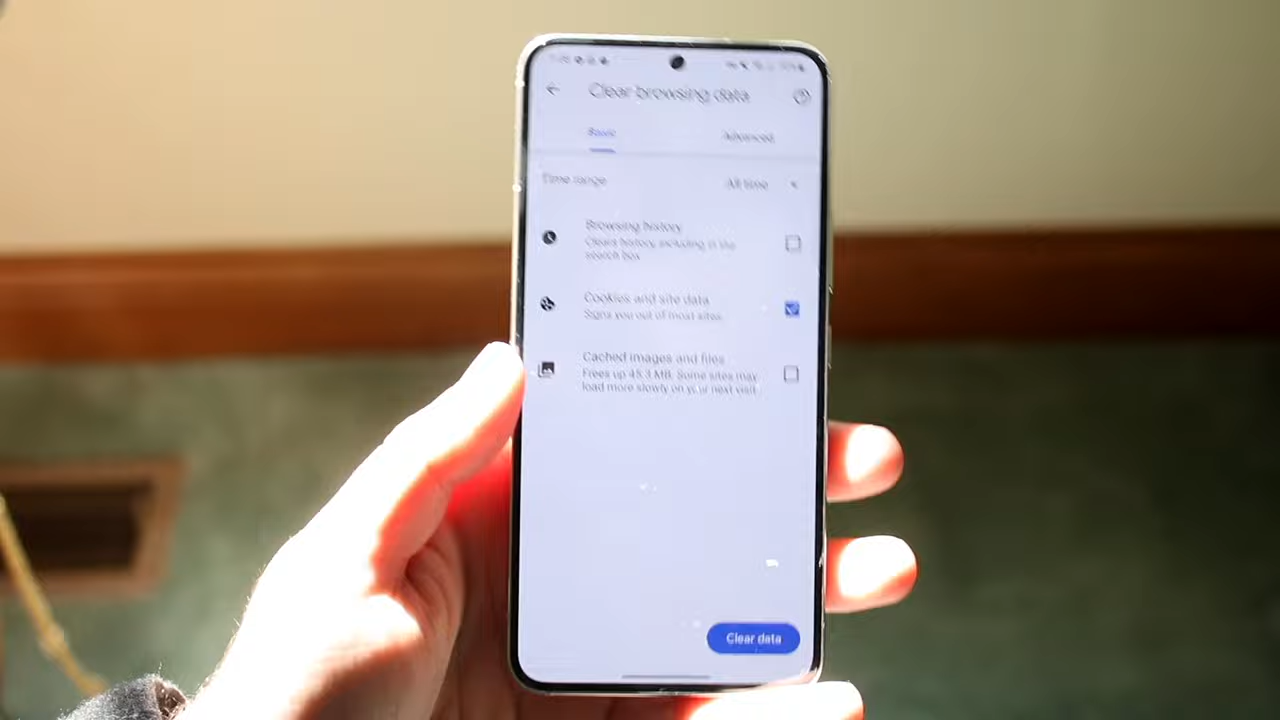 Clear browsing data
Basic
Advanced
Time range
All time
Browsing history
Clears history, including in the
search box
Cookies and site data
Signs you out of most sites.
Cached images and files
Frees up 45.3 MB. Some sites may
load more slowly on your next visit.
Clear data